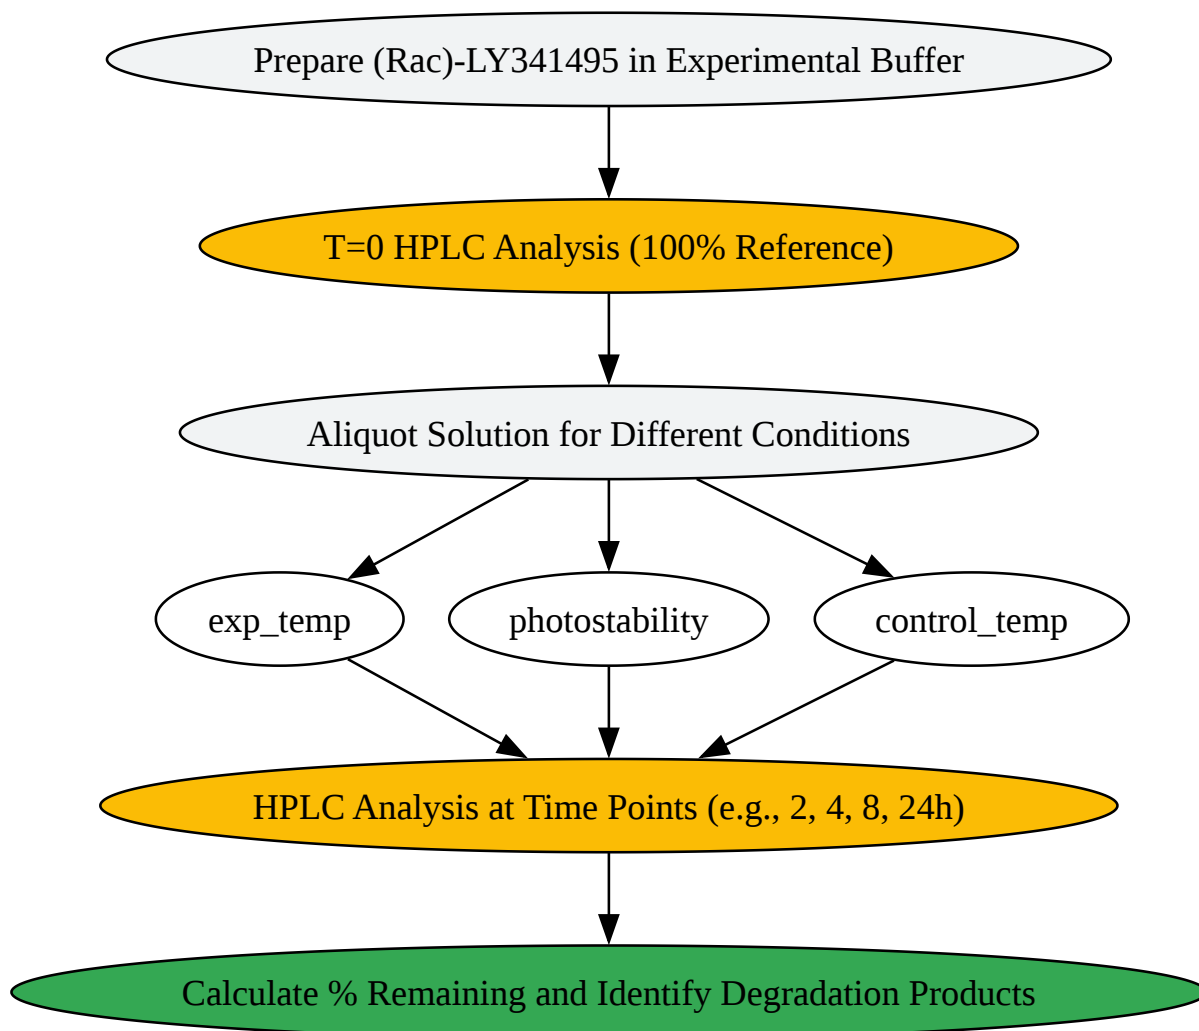 Prepare (Rac)-LY341495 in Experimental Buffer
T=0 HPLC Analysis (100% Reference)
Aliquot Solution for Different Conditions
exp_temp
photostability
control_temp
HPLC Analysis at Time Points (e.g., 2, 4, 8, 24h)
Calculate % Remaining and Identify Degradation Products